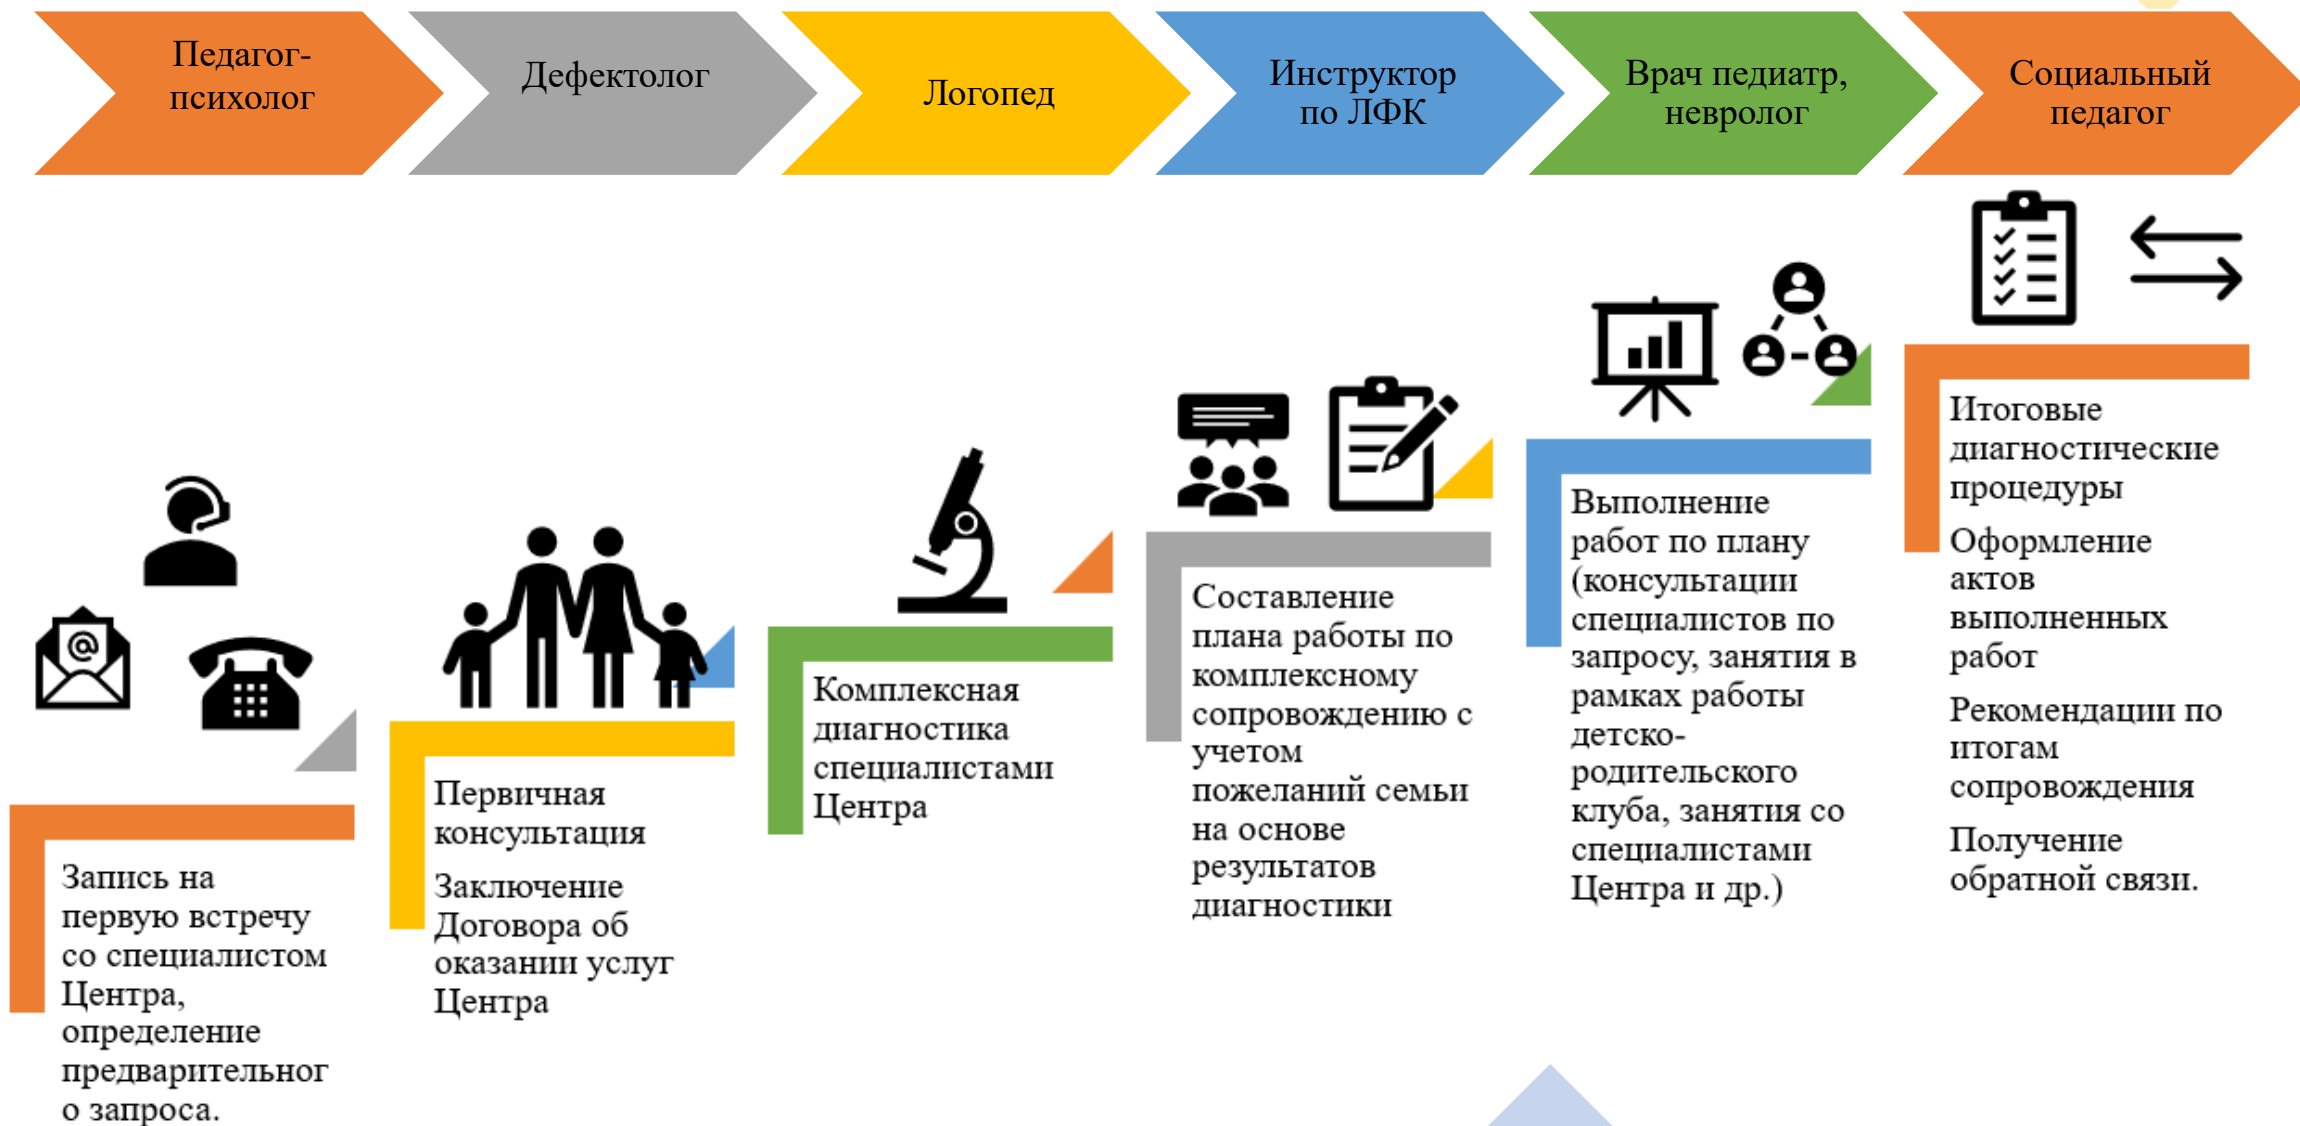 Педагог-
психолог
Дефектолог
Логопед
Инструктор
по ЛФК
Врач педиатр,
невролог
Социальный
педагог
Запись на
первую встречу
со специалистом
Центра,
определение
предварительног
о запроса.
Первичная
консультация
Заключение
Договора об
оказании услуг
Центра
Комплексная
диагностика
специалистами
Центра
Составление
плана работы по
комплексному
сопровождению с
учетом
пожеланий семьи
на основе
результатов
диагностики
Выполнение
работ по плану
(консультации
специалистов по
запросу, занятия в
рамках работы
детско-
родительского
клуба, занятия со
специалистами
Центра и др.)
Итоговые
диагностические
процедуры
Оформление
актов
выполненных
работ
Рекомендации по
итогам
сопровождения
Получение
обратной связи.